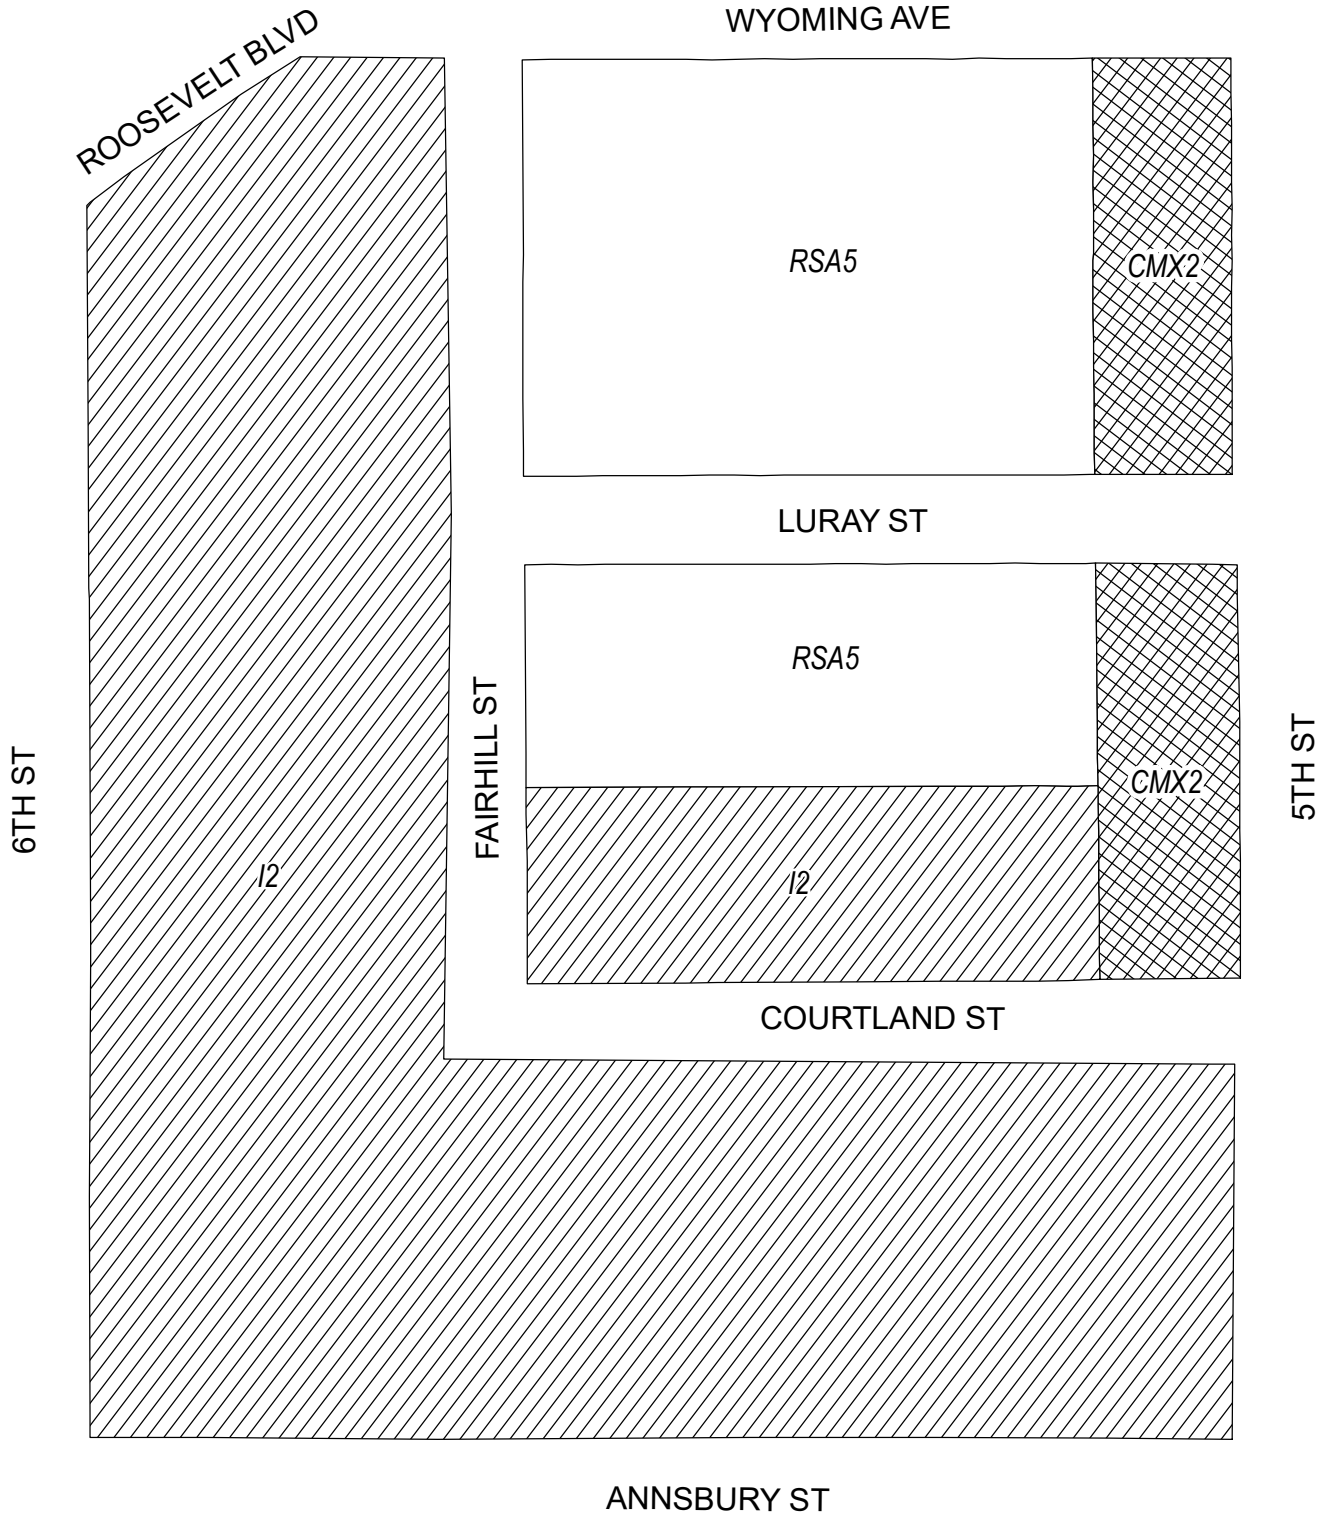 WYOMING AVE
ROOSEVELT BLVD
RSA5
CMX2
LURAY ST
RSA5
FAIRHILL ST
CMX2
6TH ST
5TH ST
I2
I2
COURTLAND ST
ANNSBURY ST